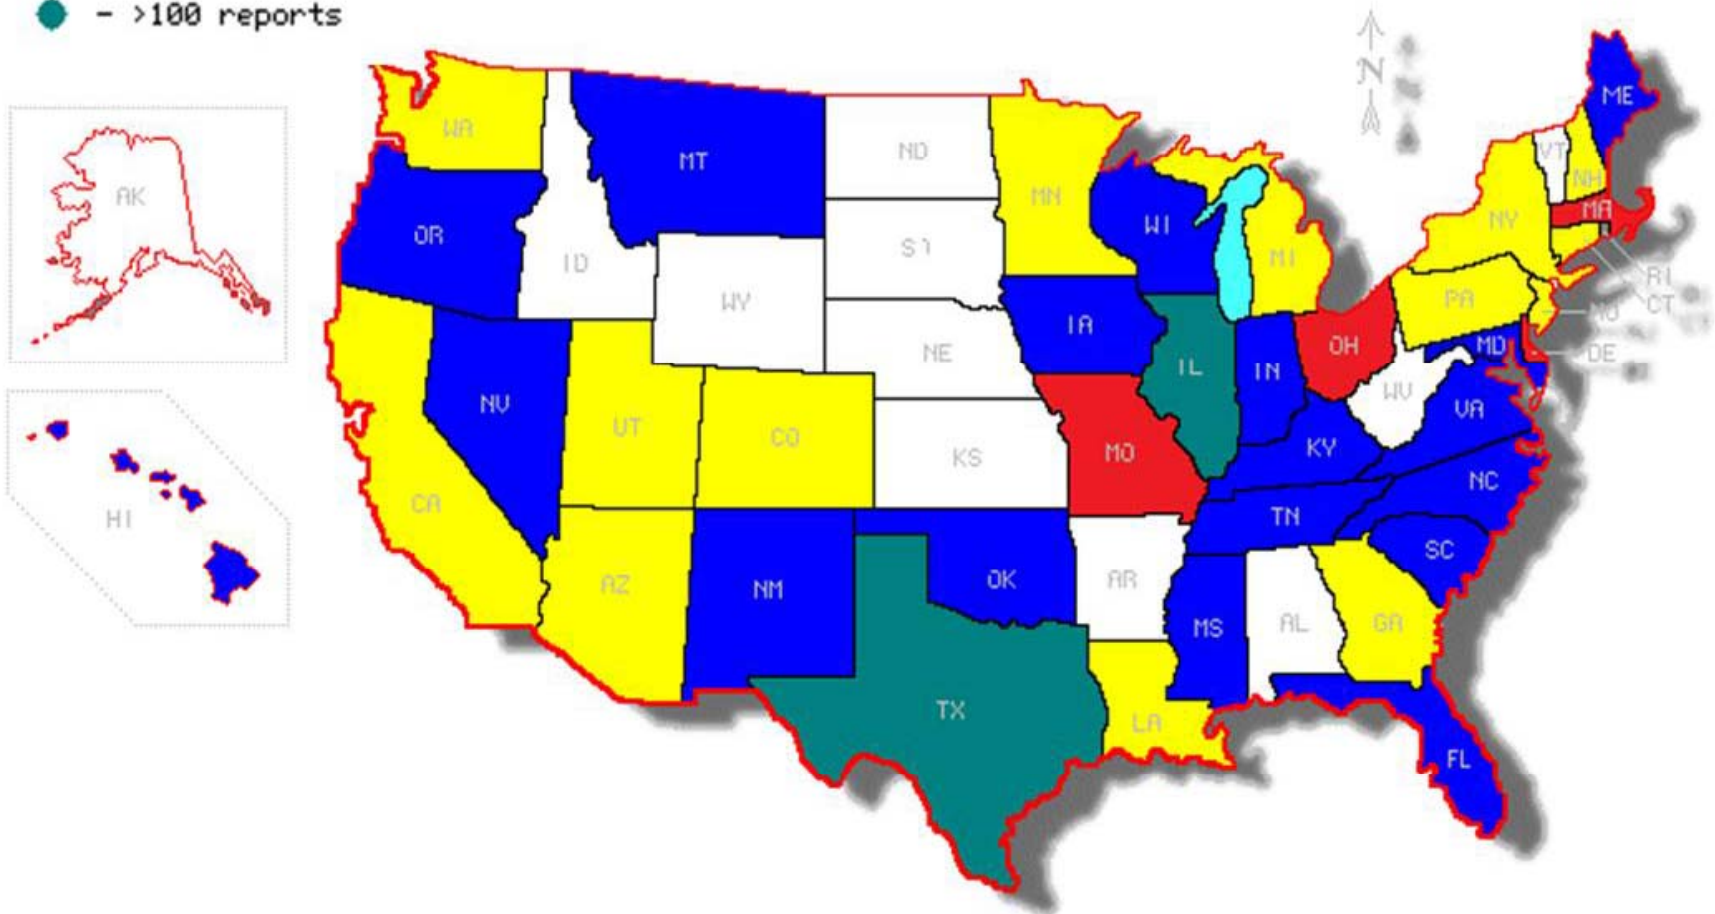 - >100 reports
N
ME
WA
MT
ND
VT
MN
NH
AK
MA
OR
WI
NY
ID
MI
RI
WY
PA
CT
IA
OH
MD
DE
NE
IL
IN
WV
NV
UT
CO
VA
KS
MO
KY
CA
NC
HI
TN
SC
AZ
NM
OK
AR
MS
AL
GA
TX
LA
FL